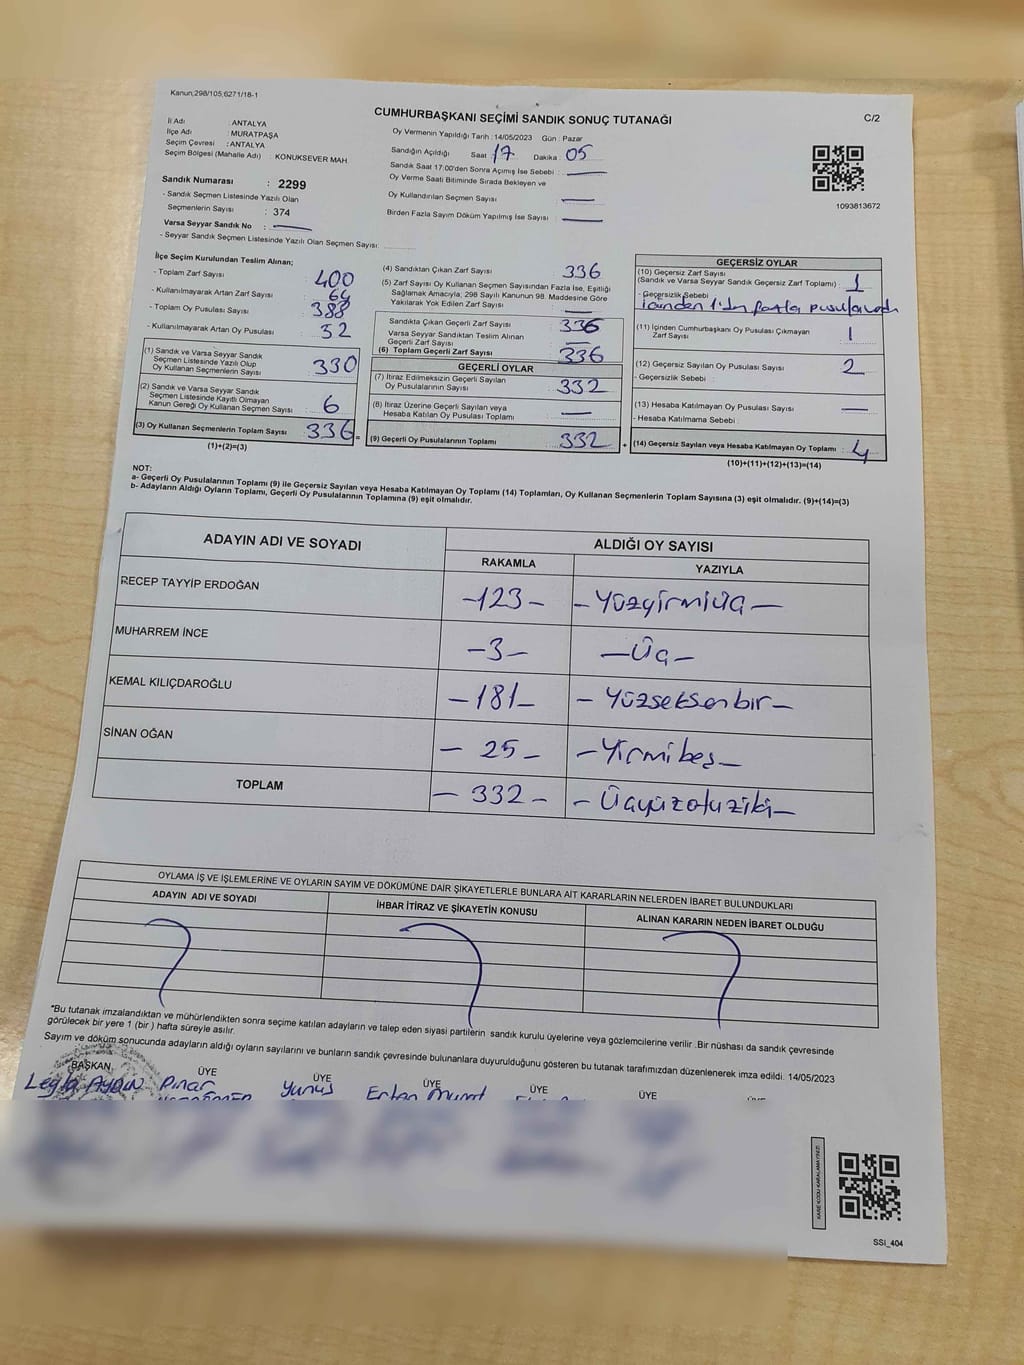 Kanun;298/105;6271/18-1
CUMHURBAŞKANI SEÇİMİ SANDIK SONUÇ TUTANAĞI
C/2
İl Adı : ANTALYA
İlçe Adı : MURATPAŞA
Seçim Çevresi : ANTALYA
Seçim Bölgesi (Mahalle Adı) : KONUKSEVER MAH.
Sandık Numarası : 2299
- Sandık Seçmen Listesinde Yazılı Olan
Seçmenlerin Sayısı : 374
Varsa Seyyar Sandık No : —
- Seyyar Sandık Seçmen Listesinde Yazılı Olan Seçmen Sayısı:
Oy Vermenin Yapıldığı Tarih : 14/05/2023 Gün : Pazar
Sandığın Açıldığı Saat : 17 Dakika : 05
Sandık Saat 17:00'den Sonra Açımış İse Sebebi : —
Oy Verme Saati Bitiminde Sırada Bekleyen ve
Oy Kullandırılan Seçmen Sayısı : —
Birden Fazla Sayım Döküm Yapılmış İse Sayısı : —
1093813672
İlçe Seçim Kurulundan Teslim Alınan;
- Toplam Zarf Sayısı : 400
- Kullanılmayarak Artan Zarf Sayısı : 64
- Toplam Oy Pusulası Sayısı : 388
- Kullanılmayarak Artan Oy Pusulası : 52
(1) Sandık ve Varsa Seyyar Sandık
Seçmen Listesinde Yazılı Olup
Oy Kullanan Seçmenlerin Sayısı : 330
(2) Sandık ve Varsa Seyyar Sandık
Seçmen Listesinde Kayıtlı Olmayan
Kanun Gereği Oy Kullanan Seçmen Sayısı : 6
(3) Oy Kullanan Seçmenlerin Toplam Sayısı : 336 =
(1)+(2)=(3)
(4) Sandıktan Çıkan Zarf Sayısı : 336
(5) Zarf Sayısı Oy Kullanan Seçmen Sayısından Fazla İse, Eşitliği
Sağlamak Amacıyla, 298 Sayılı Kanunun 98. Maddesine Göre
Yakılarak Yok Edilen Zarf Sayısı : —
Sandıkta Çıkan Geçerli Zarf Sayısı : 336
Varsa Seyyar Sandıktan Teslim Alınan
Geçerli Zarf Sayısı : —
(6) Toplam Geçerli Zarf Sayısı : 336
GEÇERLİ OYLAR
(7) İtiraz Edilmeksizin Geçerli Sayılan
Oy Pusulalarının Sayısı : 332
(8) İtiraz Üzerine Geçerli Sayılan veya
Hesaba Katılan Oy Pusulası Toplamı : —
(9) Geçerli Oy Pusulalarının Toplamı : 332 +
GEÇERSİZ OYLAR
(10) Geçersiz Zarf Sayısı
(Sandık ve Varsa Seyyar Sandık Geçersiz Zarf Toplamı) : 1
- Geçersizlik Sebebi
içinden 1'den fazla pusula
(11) İçinden Cumhurbaşkanı Oy Pusulası Çıkmayan
Zarf Sayısı : 1
(12) Geçersiz Sayılan Oy Pusulası Sayısı : 2
- Geçersizlik Sebebi :
(13) Hesaba Katılmayan Oy Pusulası Sayısı : —
- Hesaba Katılmama Sebebi :
(14) Geçersiz Sayılan veya Hesaba Katılmayan Oy Toplamı : 4
(10)+(11)+(12)+(13)=(14)
NOT:
a- Geçerli Oy Pusulalarının Toplamı (9) ile Geçersiz Sayılan veya Hesaba Katılmayan Oy Toplamı (14) Toplamları, Oy Kullanan Seçmenlerin Toplam Sayısına (3) eşit olmalıdır. (9)+(14)=(3)
b- Adayların Aldığı Oyların Toplamı, Geçerli Oy Pusulalarının Toplamına (9) eşit olmalıdır.
ADAYIN ADI VE SOYADI
ALDIĞI OY SAYISI
RAKAMLA YAZIYLA
RECEP TAYYİP ERDOĞAN -123- -Yüzyirmiüç-
MUHARREM İNCE -3- -Üç-
KEMAL KILIÇDAROĞLU -181- -Yüzseksenbir-
SİNAN OĞAN -25- -Yirmibeş-
TOPLAM -332- -Üçyüzotuziki-
OYLAMA İŞ VE İŞLEMLERİNE VE OYLARIN SAYIM VE DÖKÜMÜNE DAİR ŞİKAYETLERLE BUNLARA AİT KARARLARIN NELERDEN İBARET BULUNDUKLARI
ADAYIN ADI VE SOYADI İHBAR İTİRAZ VE ŞİKAYETİN KONUSU ALINAN KARARIN NEDEN İBARET OLDUĞU
*Bu tutanak imzalandıktan ve mühürlendikten sonra seçime katılan adayların ve talep eden siyasi partilerin sandık kurulu üyelerine veya gözlemcilerine verilir .Bir nüshası da sandık çevresinde
görülecek bir yere 1 (bir ) hafta süreyle asılır.
Sayım ve döküm sonucunda adayların aldığı oyların sayılarını ve bunların sandık çevresinde bulunanlara duyurulduğunu gösteren bu tutanak tarafımızdan düzenlenerek imza edildi. 14/05/2023
BAŞKAN ÜYE ÜYE ÜYE ÜYE ÜYE
Leyla AYDIN Pınar Yunus Ertan Murat
SSI_404